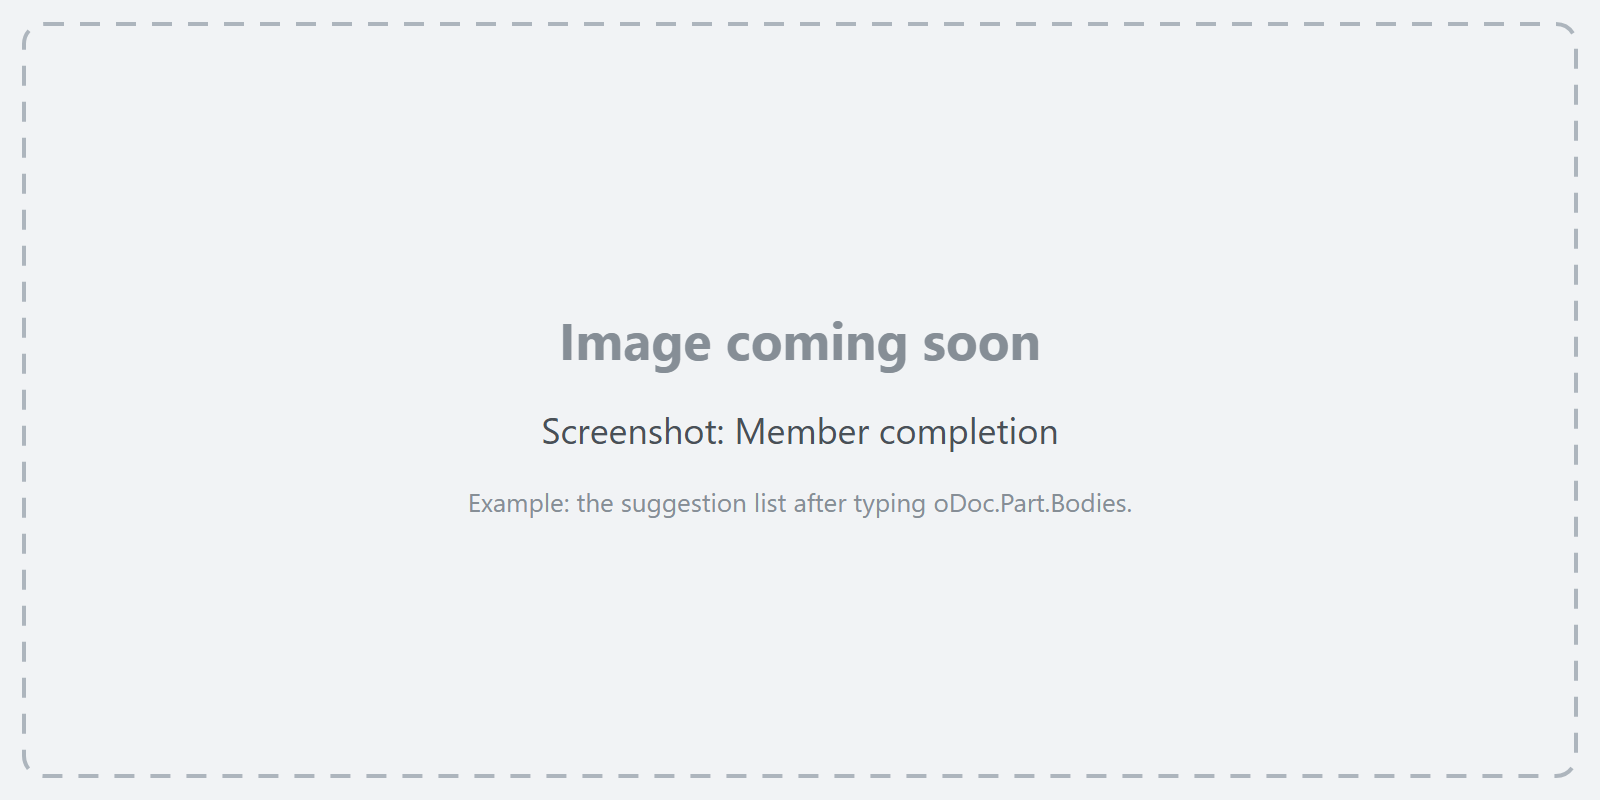 Image coming soon
Screenshot: Member completion
Example: the suggestion list after typing oDoc.Part.Bodies.